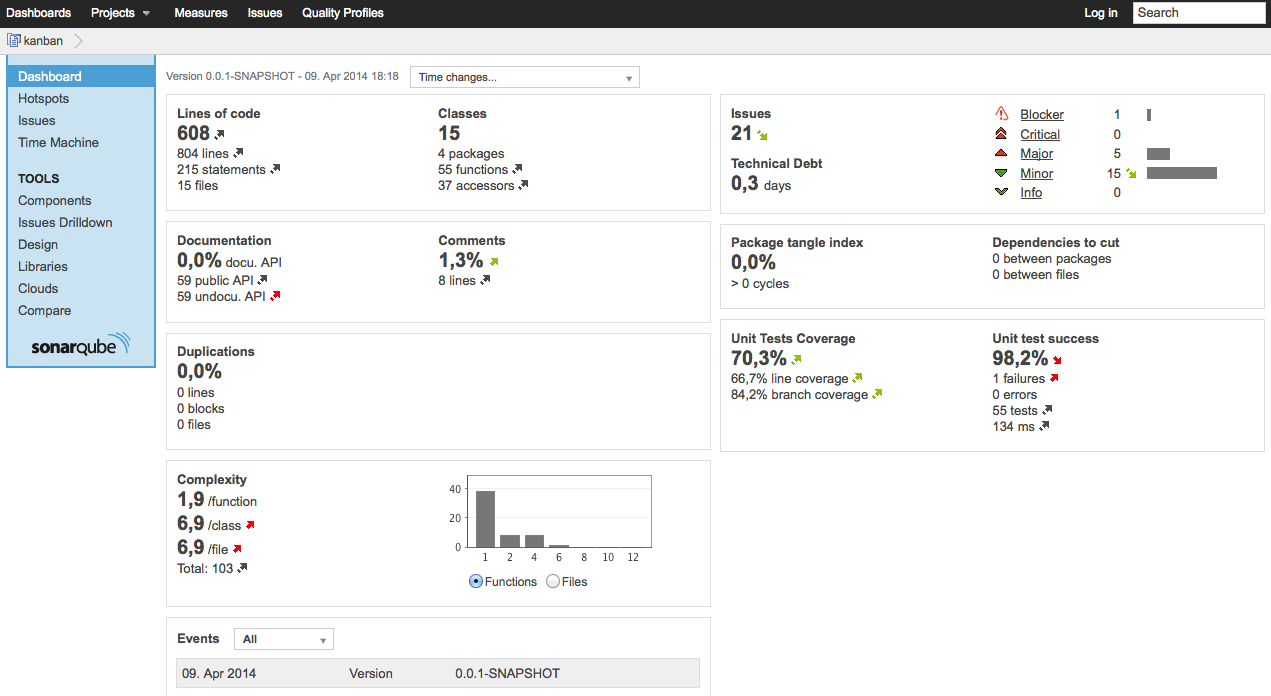 Dashboards Projects Measures Issues Quality Profiles Log in Search
kanban
Dashboard
Hotspots
Issues
Time Machine
TOOLS
Components
Issues Drilldown
Design
Libraries
Clouds
Compare
sonarqube
Version 0.0.1-SNAPSHOT - 09. Apr 2014 18:18 Time changes...
Lines of code
608
804 lines
215 statements
15 files
Classes
15
4 packages
55 functions
37 accessors
Documentation
0,0% docu. API
59 public API
59 undocu. API
Comments
1,3%
8 lines
Duplications
0,0%
0 lines
0 blocks
0 files
Complexity
1,9 /function
6,9 /class
6,9 /file
Total: 103
40
20
0
1 2 4 6 8 10 12
Functions Files
Events All
09. Apr 2014 Version 0.0.1-SNAPSHOT
Issues
21
Technical Debt
0,3 days
Blocker 1
Critical 0
Major 5
Minor 15
Info 0
Package tangle index
0,0%
> 0 cycles
Dependencies to cut
0 between packages
0 between files
Unit Tests Coverage
70,3%
66,7% line coverage
84,2% branch coverage
Unit test success
98,2%
1 failures
0 errors
55 tests
134 ms